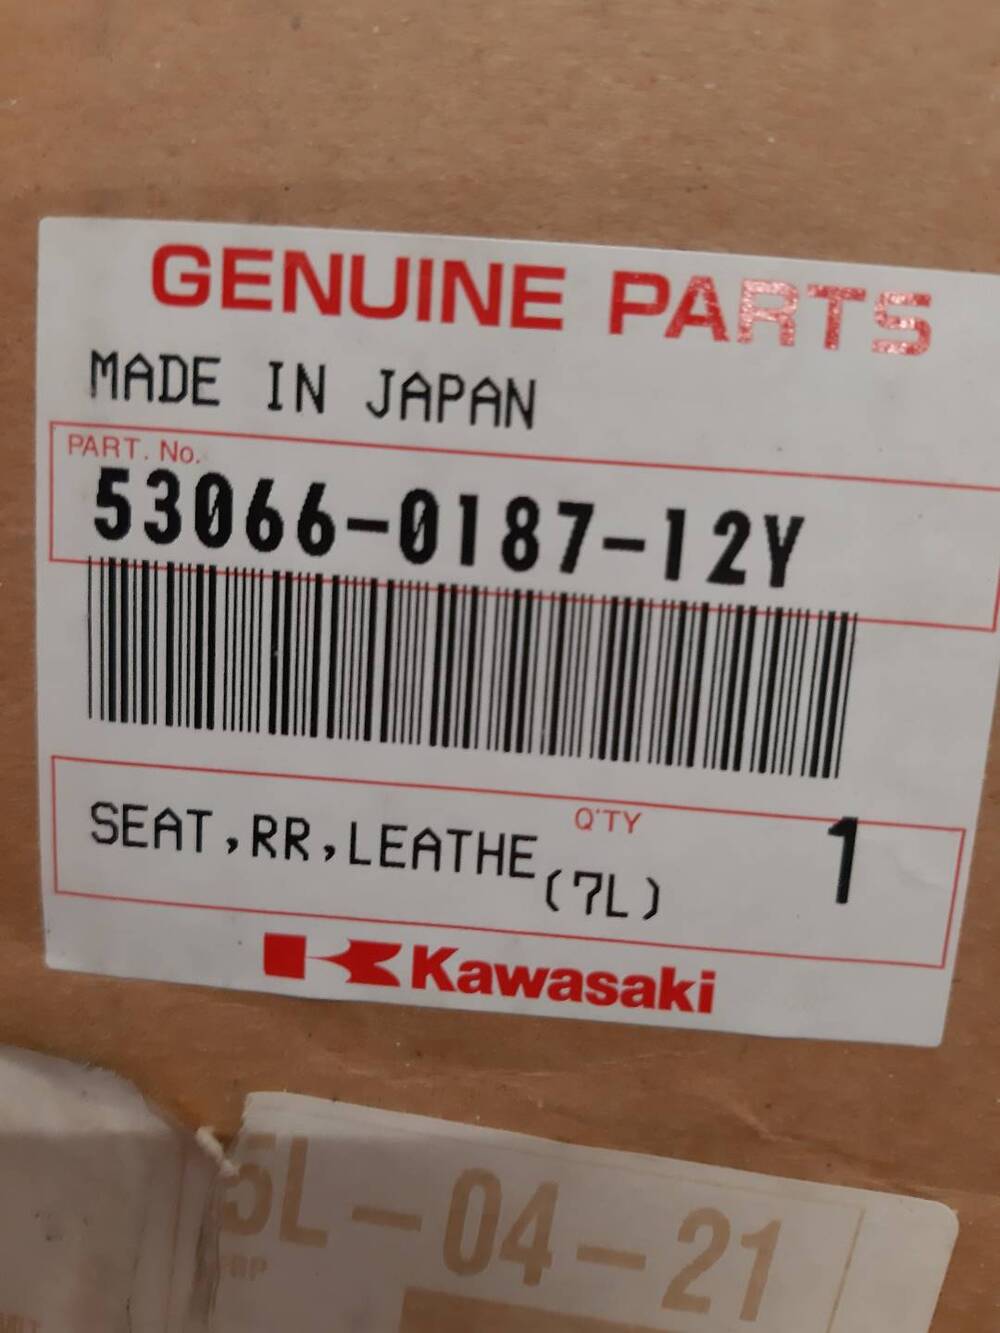 GENUINE PARTS
MADE IN JAPAN
PART. No.
53066-0187-12Y
Q'TY
SEAT,RR,LEATHE
(7L)
1
Kawasaki
5L-04-21